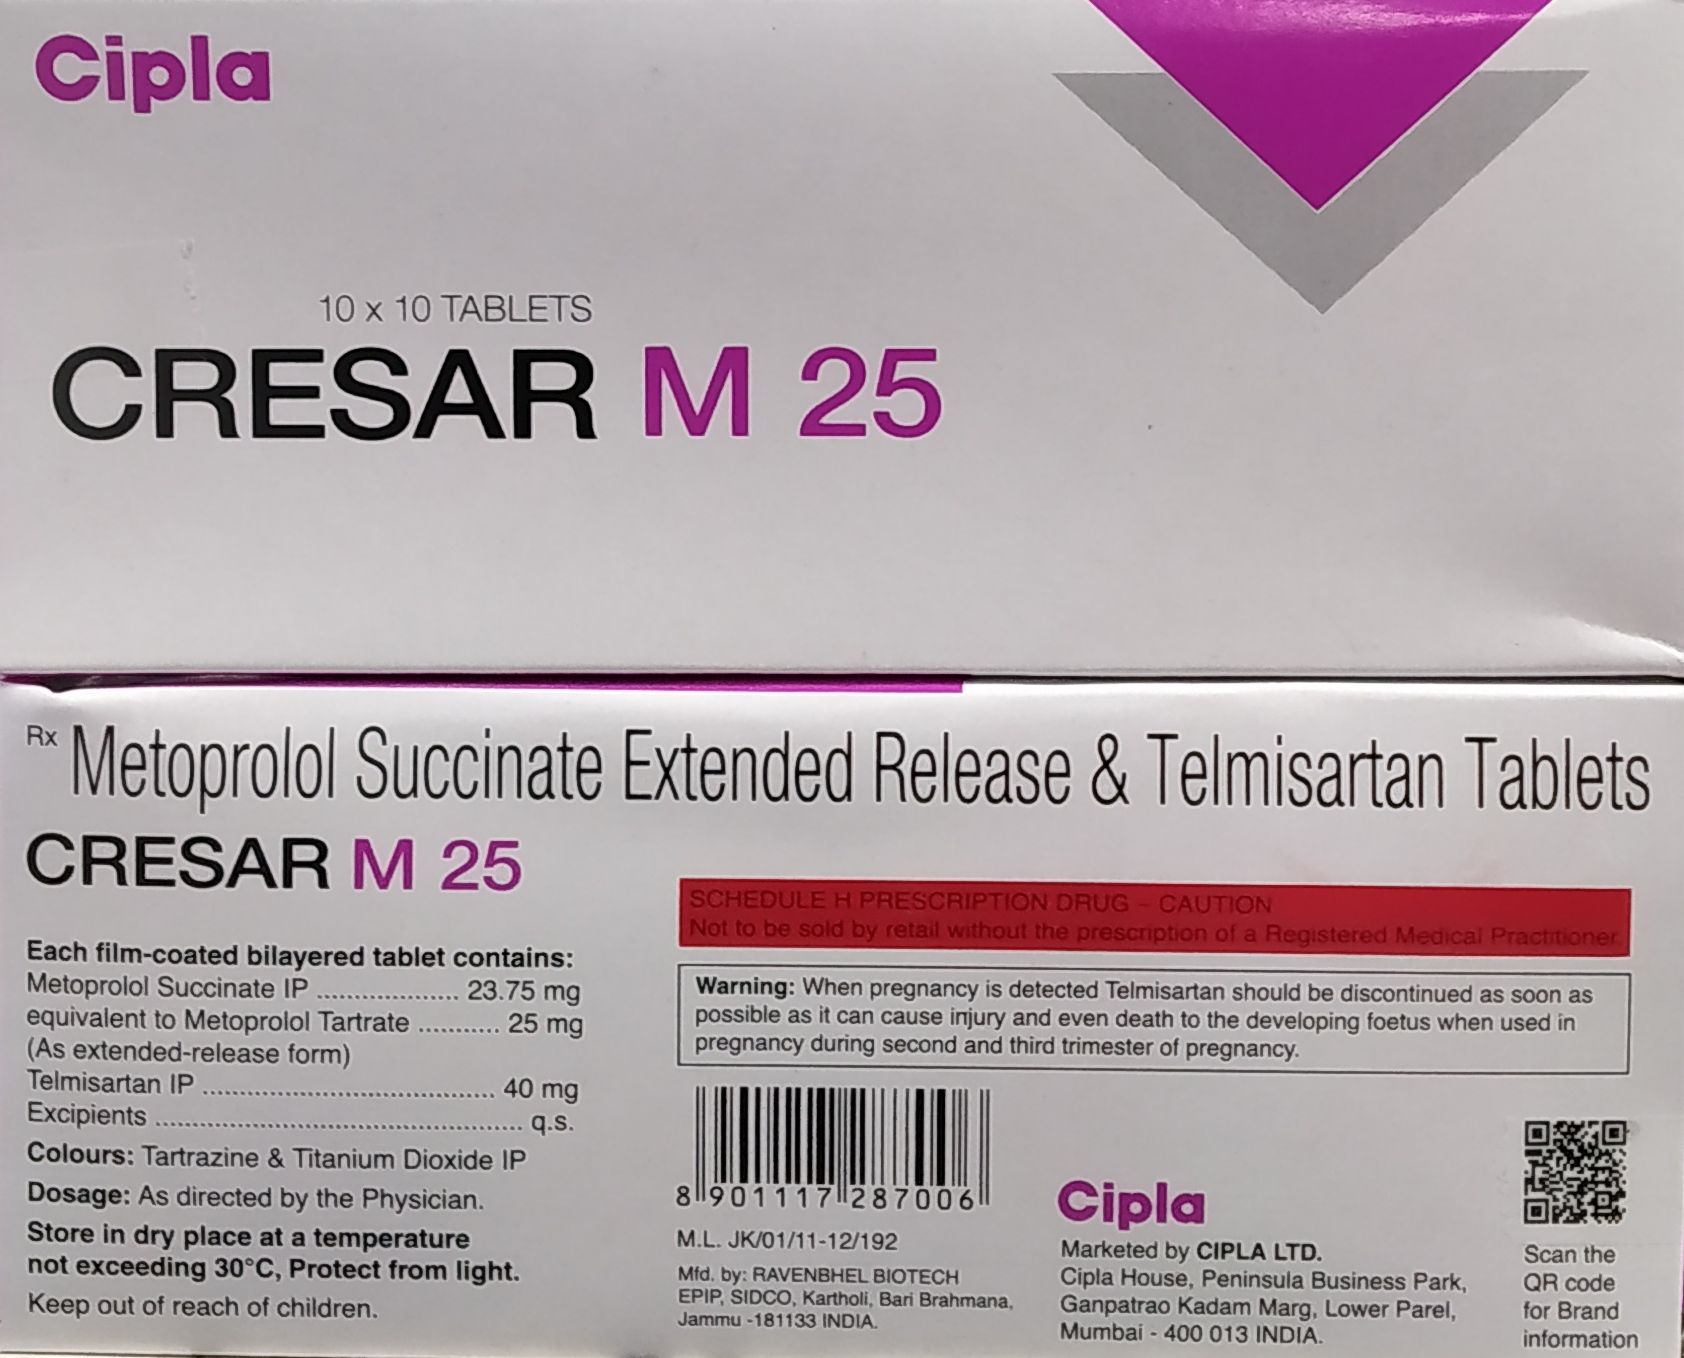 Cipla
10 x 10 TABLETS
CRESAR M 25
Rx Metoprolol Succinate Extended Release & Telmisartan Tablets
CRESAR M 25
Each film-coated bilayered tablet contains:
Metoprolol Succinate IP ................... 23.75 mg
equivalent to Metoprolol Tartrate ........... 25 mg
(As extended-release form)
Telmisartan IP ....................................... 40 mg
Excipients ................................................. q.s.
Colours: Tartrazine & Titanium Dioxide IP
Dosage: As directed by the Physician.
Store in dry place at a temperature
not exceeding 30°C, Protect from light.
Keep out of reach of children.
SCHEDULE H PRESCRIPTION DRUG – CAUTION
Not to be sold by retail without the prescription of a Registered Medical Practitioner.
Warning: When pregnancy is detected Telmisartan should be discontinued as soon as
possible as it can cause injury and even death to the developing foetus when used in
pregnancy during second and third trimester of pregnancy.
8 901117 287006
M.L. JK/01/11-12/192
Mfd. by: RAVENBHEL BIOTECH
EPIP, SIDCO, Kartholi, Bari Brahmana,
Jammu -181133 INDIA.
Cipla
Marketed by CIPLA LTD.
Cipla House, Peninsula Business Park,
Ganpatrao Kadam Marg, Lower Parel,
Mumbai - 400 013 INDIA.
Scan the
QR code
for Brand
information